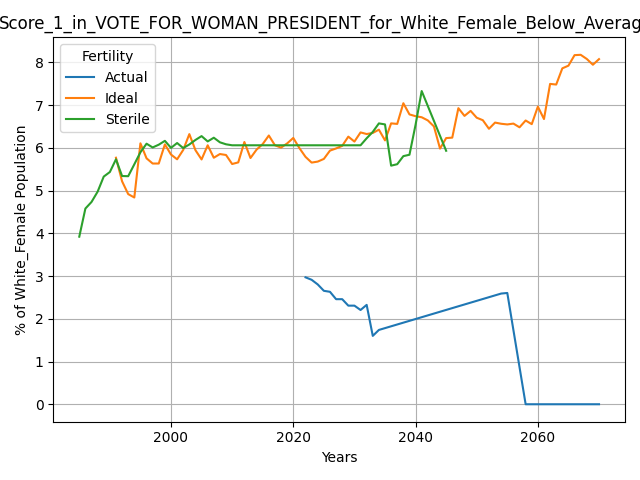 Score_1_in_VOTE_FOR_WOMAN_PRESIDENT_for_White_Female_Below_Averag
Fertility
Actual
Ideal
Sterile
% of White_Female Population
8
7
6
5
4
3
2
1
0
2000 2020 2040 2060
Years